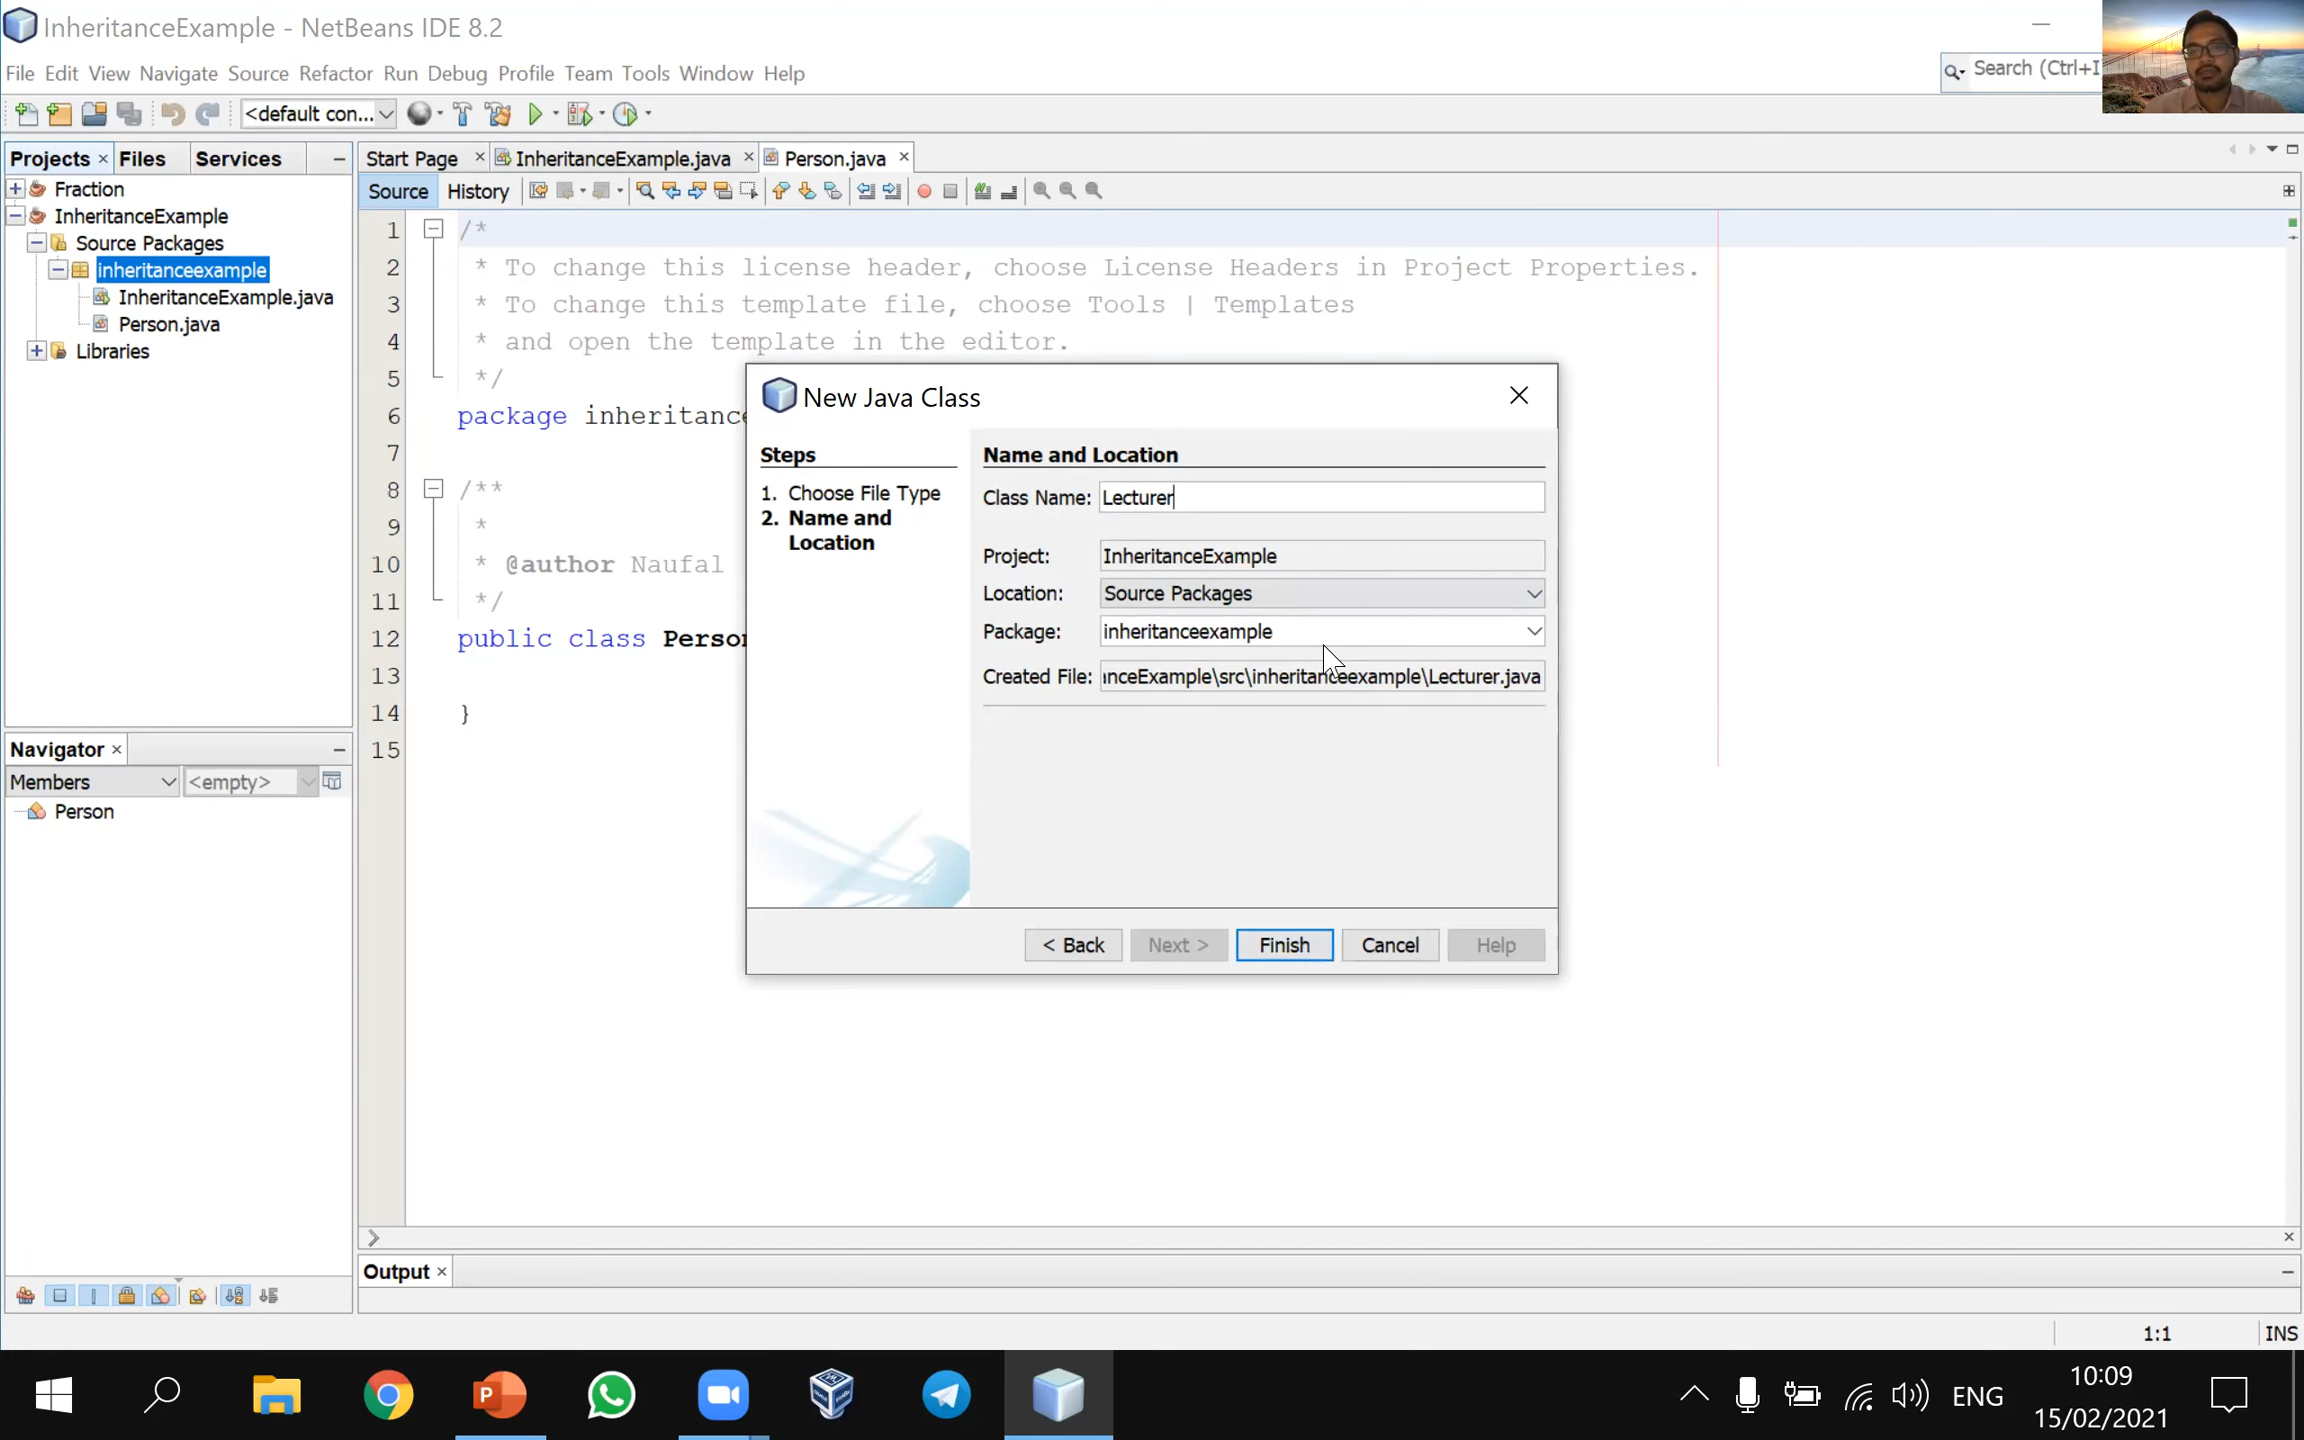 InheritanceExample - NetBeans IDE 8.2
File Edit View Navigate Source Refactor Run Debug Profile Team Tools Window Help
Search (Ctrl+I
<default con...
Projects Files Services
Fraction
InheritanceExample
Source Packages
inheritanceexample
InheritanceExample.java
Person.java
Libraries
Start Page InheritanceExample.java Person.java
Source History
1 /*
2 * To change this license header, choose License Headers in Project Properties.
3 * To change this template file, choose Tools | Templates
4 * and open the template in the editor.
5 */
6 package inheritance
7
8 /**
9 *
10 * @author Naufal
11 */
12 public class Person
13
14 }
15
New Java Class
Steps
1. Choose File Type
2. Name and
Location
Name and Location
Class Name: Lecturer
Project: InheritanceExample
Location: Source Packages
Package: inheritanceexample
Created File: anceExample\src\inheritanceexample\Lecturer.java
< Back Next > Finish Cancel Help
Navigator
Members <empty>
Person
Output
1:1 INS
ENG
10:09
15/02/2021